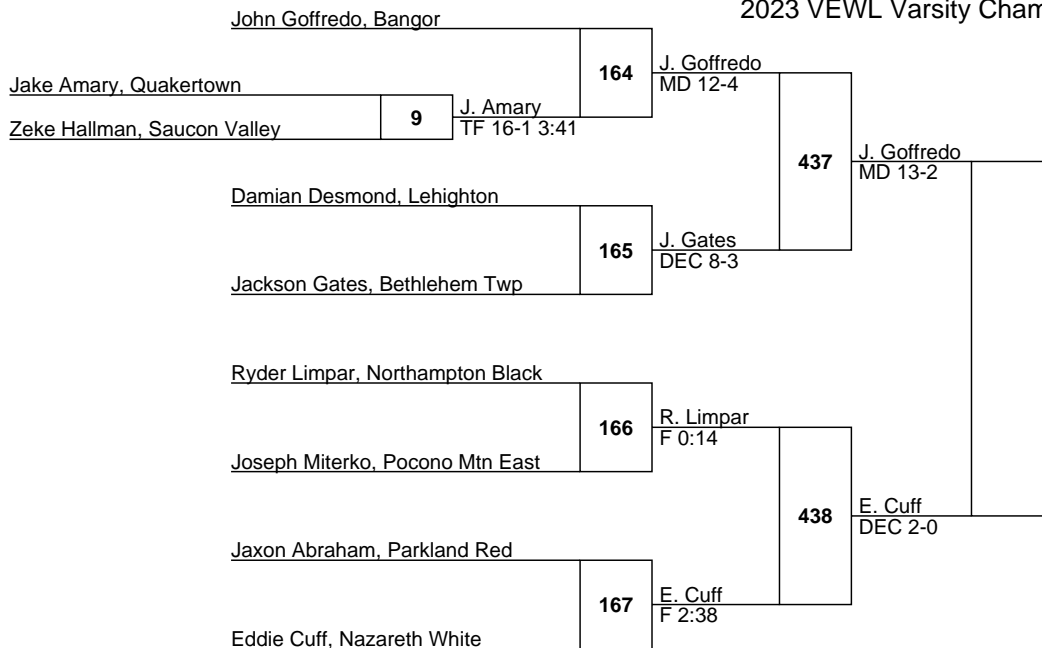 2023 VEWL Varsity Cham
John Goffredo, Bangor
164
J. Goffredo
MD 12-4
Jake Amary, Quakertown
9
J. Amary
TF 16-1 3:41
Zeke Hallman, Saucon Valley
437
J. Goffredo
MD 13-2
Damian Desmond, Lehighton
165
J. Gates
DEC 8-3
Jackson Gates, Bethlehem Twp
Ryder Limpar, Northampton Black
166
R. Limpar
F 0:14
Joseph Miterko, Pocono Mtn East
438
E. Cuff
DEC 2-0
Jaxon Abraham, Parkland Red
167
E. Cuff
F 2:38
Eddie Cuff, Nazareth White